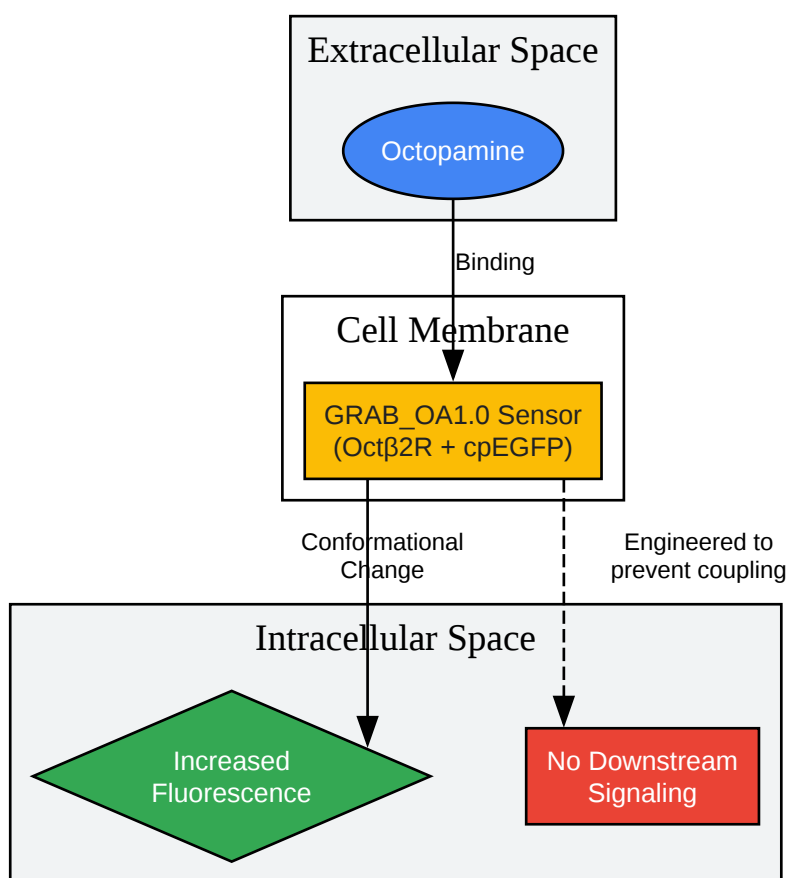 Extracellular Space
Octopamine
Binding
Cell Membrane
GRAB_OA1.0 Sensor
(Octβ2R + cpEGFP)
Conformational
Change
Engineered to
prevent coupling
Intracellular Space
Increased
Fluorescence
No Downstream
Signaling